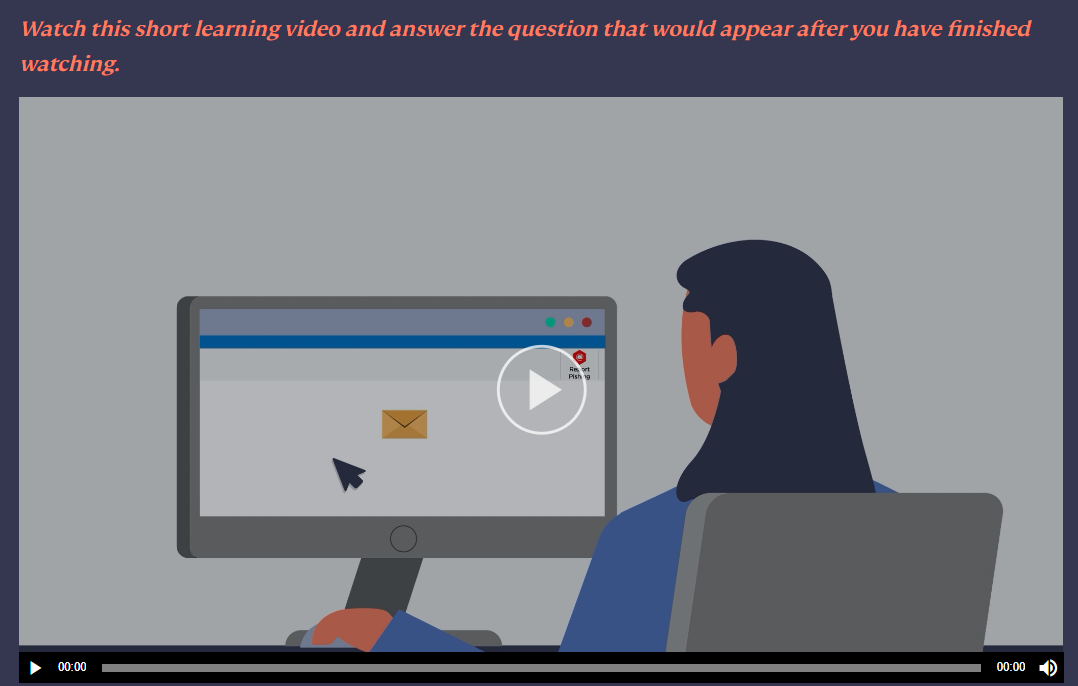 Watch this short learning video and answer the question that would appear after you have finished
watching.
Report
Pishing
00:00
00:00